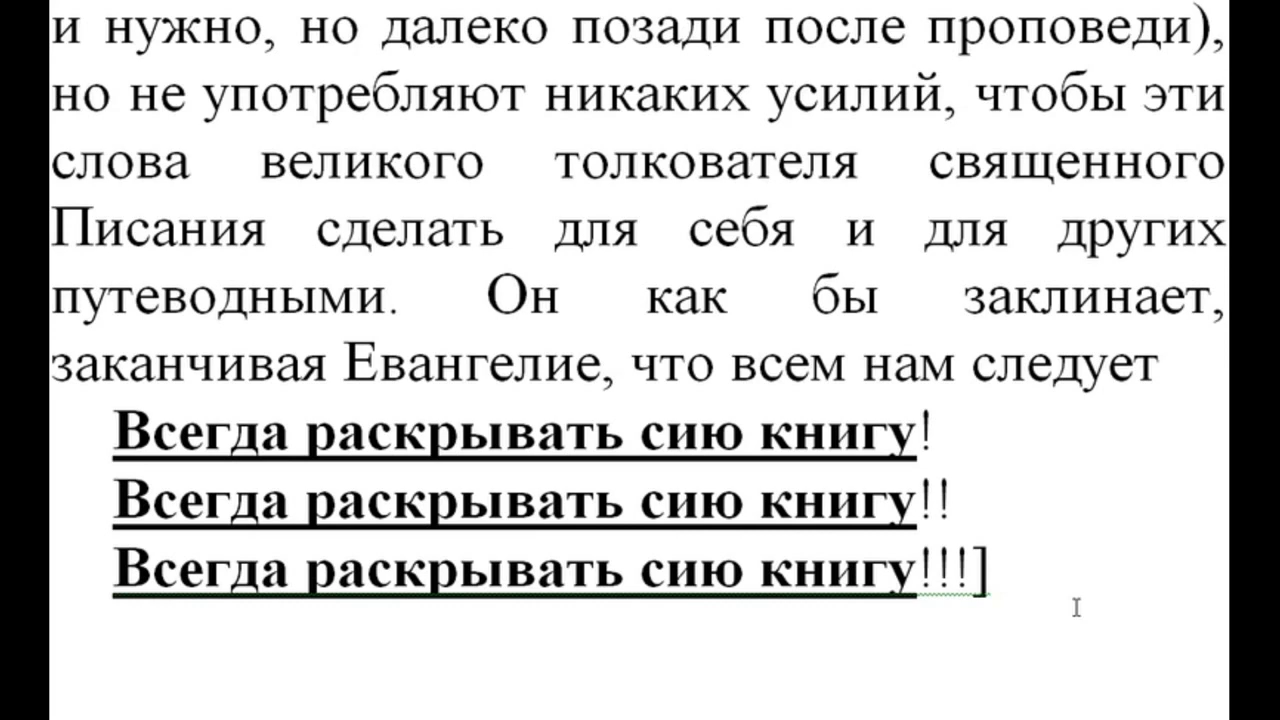 и нужно, но далеко позади после проповеди),
но не употребляют никаких усилий, чтобы эти
слова великого толкователя священного
Писания сделать для себя и для других
путеводными. Он как бы заклинает,
заканчивая Евангелие, что всем нам следует
Всегда раскрывать сию книгу!
Всегда раскрывать сию книгу!!
Всегда раскрывать сию книгу!!!]